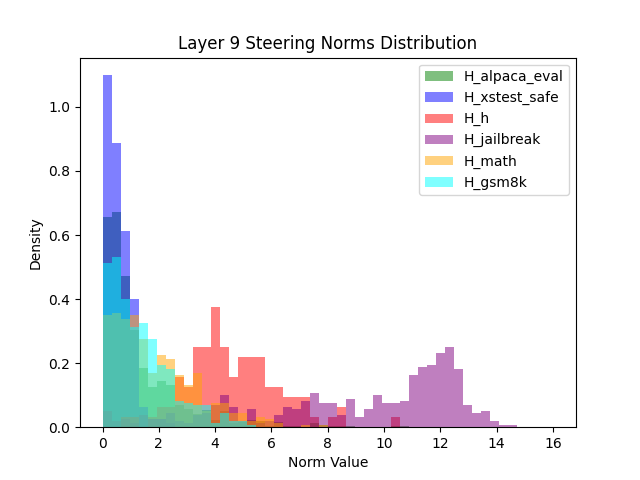 Layer 9 Steering Norms Distribution
H_alpaca_eval
H_xstest_safe
H_h
H_jailbreak
H_math
H_gsm8k
Density
1.0
0.8
0.6
0.4
0.2
0.0
0 2 4 6 8 10 12 14 16
Norm Value